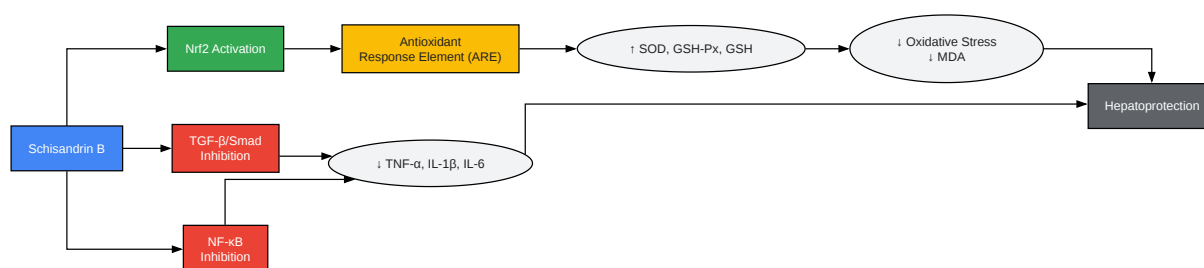 Nrf2 Activation
Antioxidant
Response Element (ARE)
↑ SOD, GSH-Px, GSH
↓ Oxidative Stress
↓ MDA
Hepatoprotection
Schisandrin B
TGF-β/Smad
Inhibition
↓ TNF-α, IL-1β, IL-6
NF-κB
Inhibition